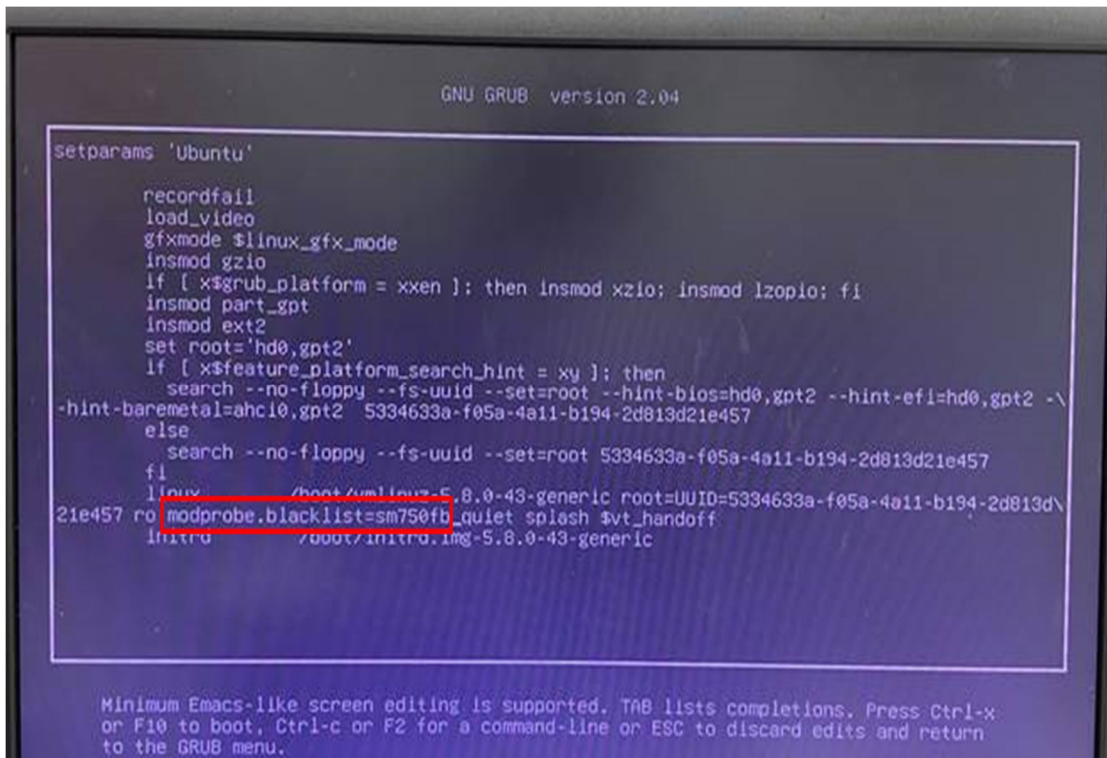 GNU GRUB version 2.04
setparams 'Ubuntu'
recordfail
load_video
gfxmode $linux_gfx_mode
insmod gzio
if [ x$grub_platform = xxen ]; then insmod xzio; insmod lzopio; fi
insmod part_gpt
insmod ext2
set root='hd0,gpt2'
if [ x$feature_platform_search_hint = xy ]; then
search --no-floppy --fs-uuid --set=root --hint-bios=hd0,gpt2 --hint-efi=hd0,gpt2 -\
-hint-baremetal=ahci0,gpt2 5334633a-f05a-4a11-b194-2d813d21e457
else
search --no-floppy --fs-uuid --set=root 5334633a-f05a-4a11-b194-2d813d21e457
fi
linux /boot/vmlinuz-5.8.0-43-generic root=UUID=5334633a-f05a-4a11-b194-2d813d\
21e457 ro modprobe.blacklist=sm750fb_quiet splash $vt_handoff
initrd /boot/initrd.img-5.8.0-43-generic
Minimum Emacs-like screen editing is supported. TAB lists completions. Press Ctrl-x
or F10 to boot, Ctrl-c or F2 for a command-line or ESC to discard edits and return
to the GRUB menu.